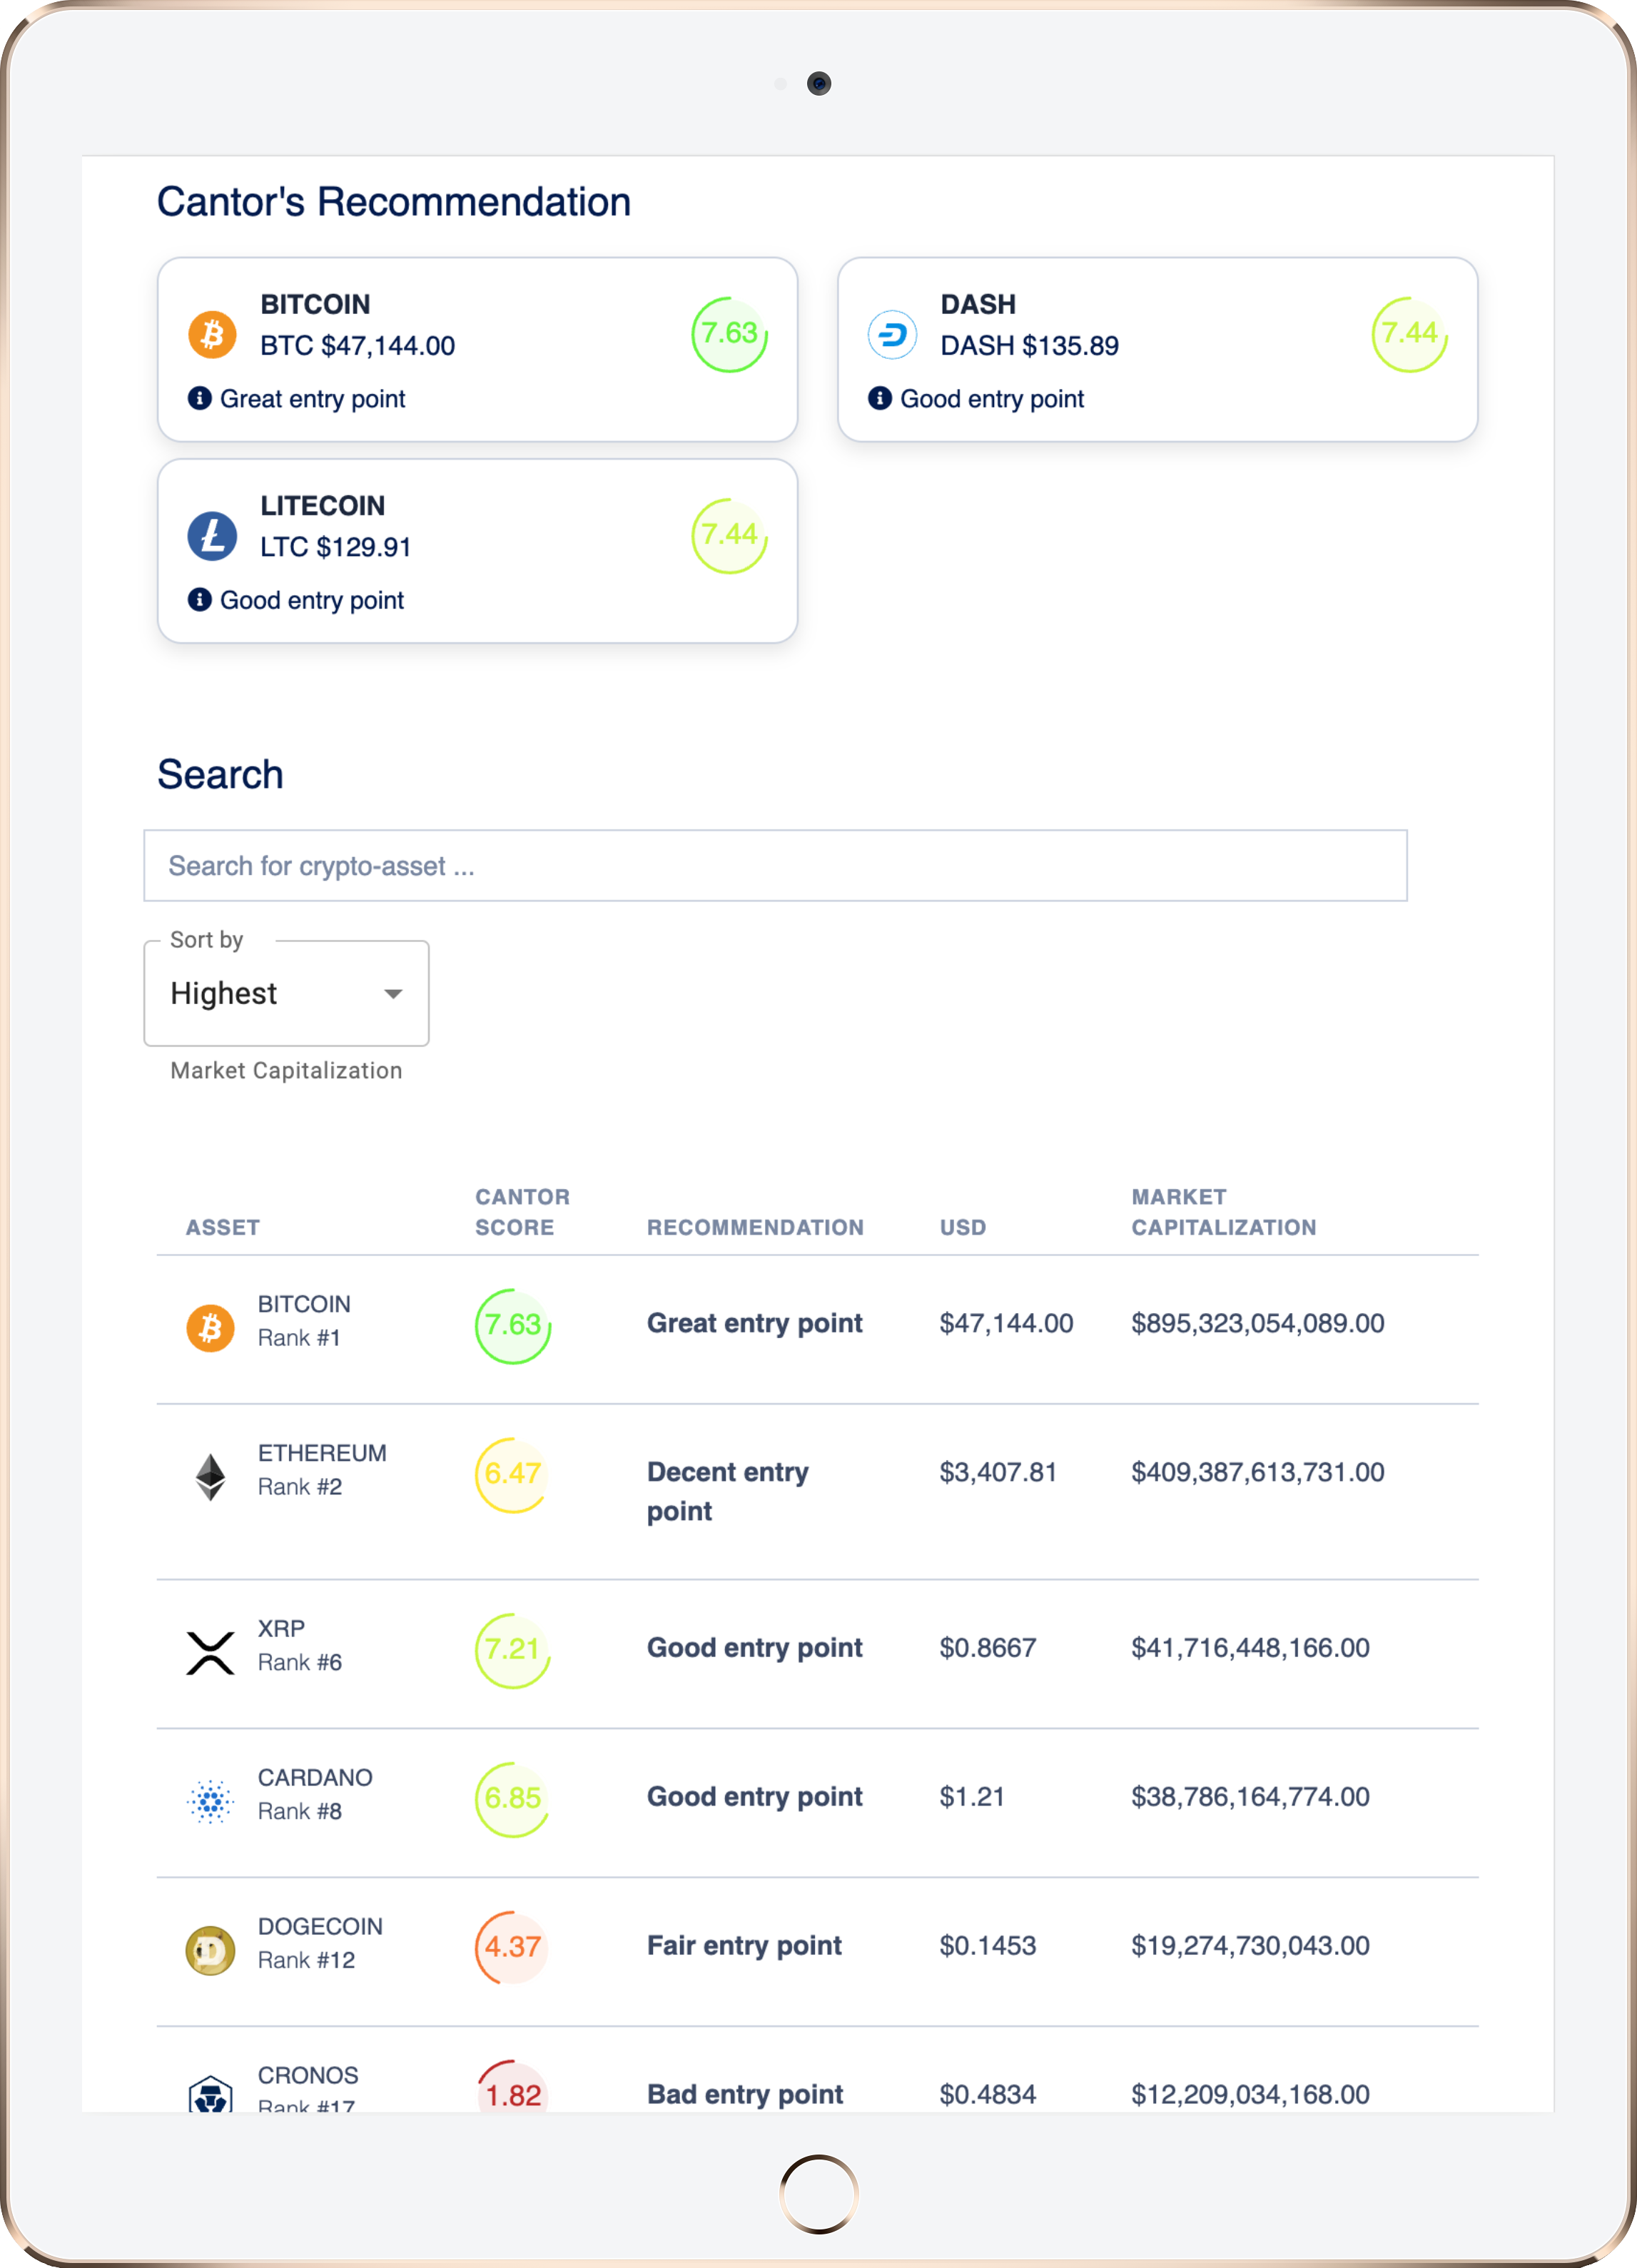 Cantor's Recommendation
BITCOIN
BTC $47,144.00
7.63
Great entry point
DASH
DASH $135.89
7.44
Good entry point
LITECOIN
LTC $129.91
7.44
Good entry point
Search
Search for crypto-asset ...
Sort by
Highest
Market Capitalization
ASSET
CANTOR
SCORE
RECOMMENDATION
USD
MARKET
CAPITALIZATION
BITCOIN
Rank #1
7.63
Great entry point
$47,144.00
$895,323,054,089.00
ETHEREUM
Rank #2
6.47
Decent entry
point
$3,407.81
$409,387,613,731.00
XRP
Rank #6
7.21
Good entry point
$0.8667
$41,716,448,166.00
CARDANO
Rank #8
6.85
Good entry point
$1.21
$38,786,164,774.00
DOGECOIN
Rank #12
4.37
Fair entry point
$0.1453
$19,274,730,043.00
CRONOS
Rank #17
1.82
Bad entry point
$0.4834
$12,209,034,168.00